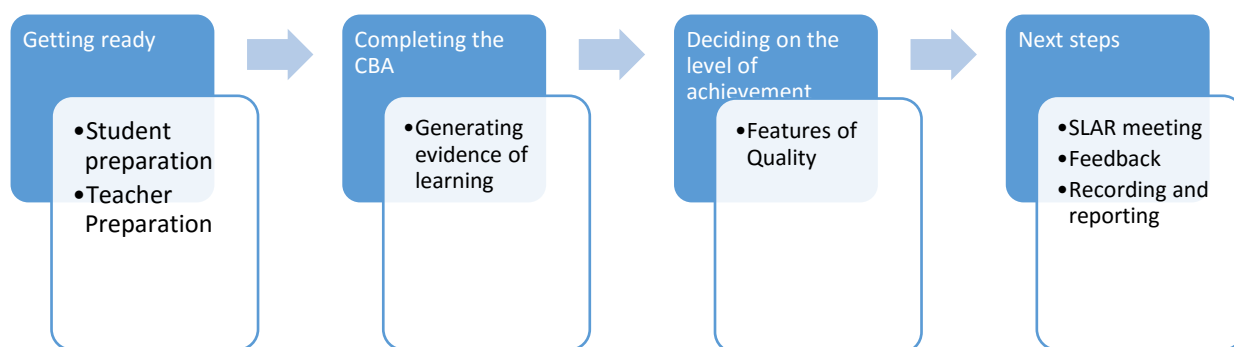 Getting ready
•Student
preparation
•Teacher
Preparation
Completing the
CBA
•Generating
evidence of
learning
Deciding on the
level of
achievement
•Features of
Quality
Next steps
•SLAR meeting
•Feedback
•Recording and
reporting